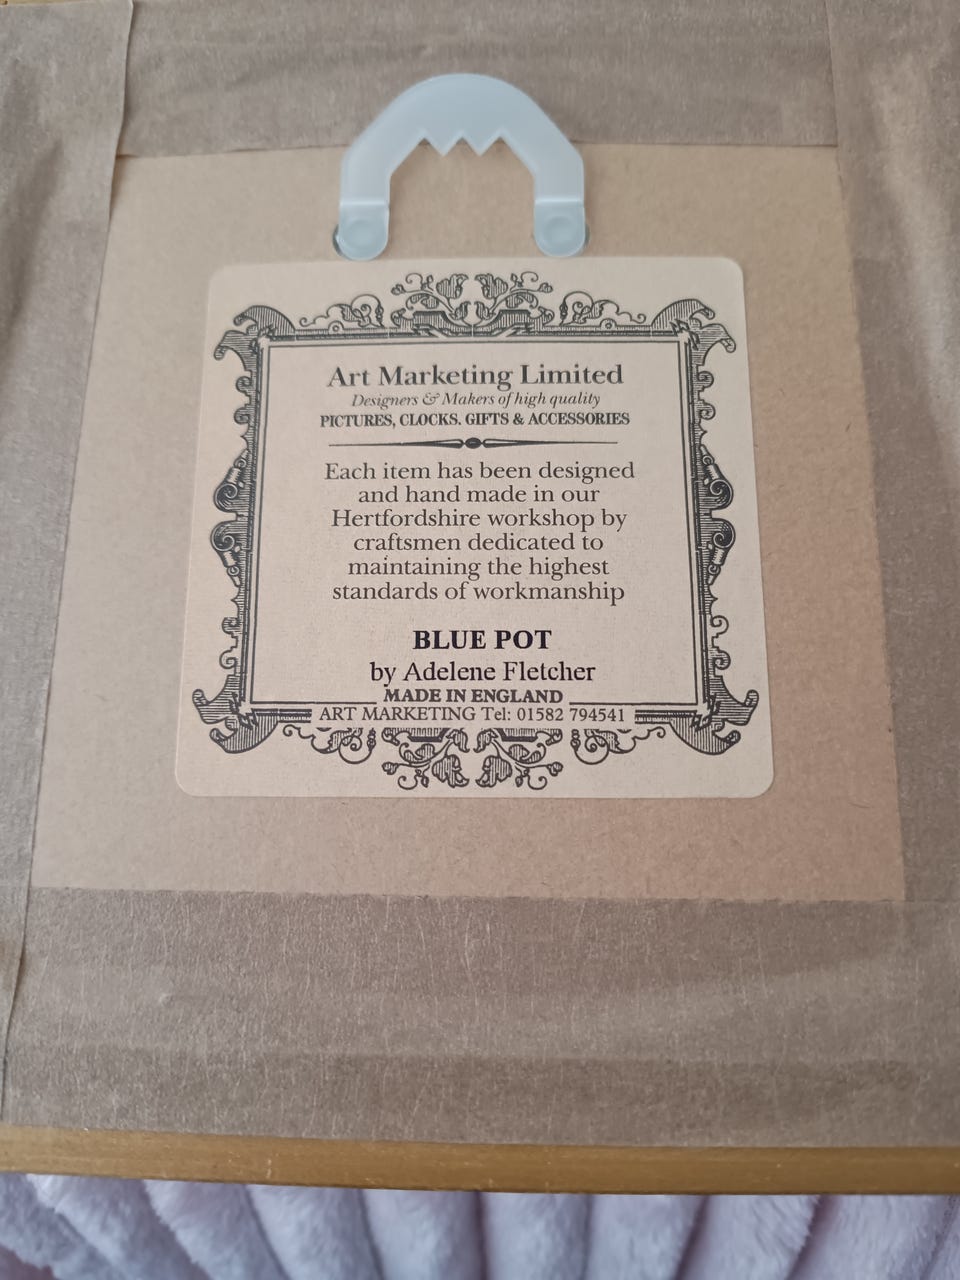 Art Marketing Limited
Designers & Makers of high quality
PICTURES, CLOCKS. GIFTS & ACCESSORIES
Each item has been designed
and hand made in our
Hertfordshire workshop by
craftsmen dedicated to
maintaining the highest
standards of workmanship
BLUE POT
by Adelene Fletcher
MADE IN ENGLAND
ART MARKETING Tel: 01582 794541